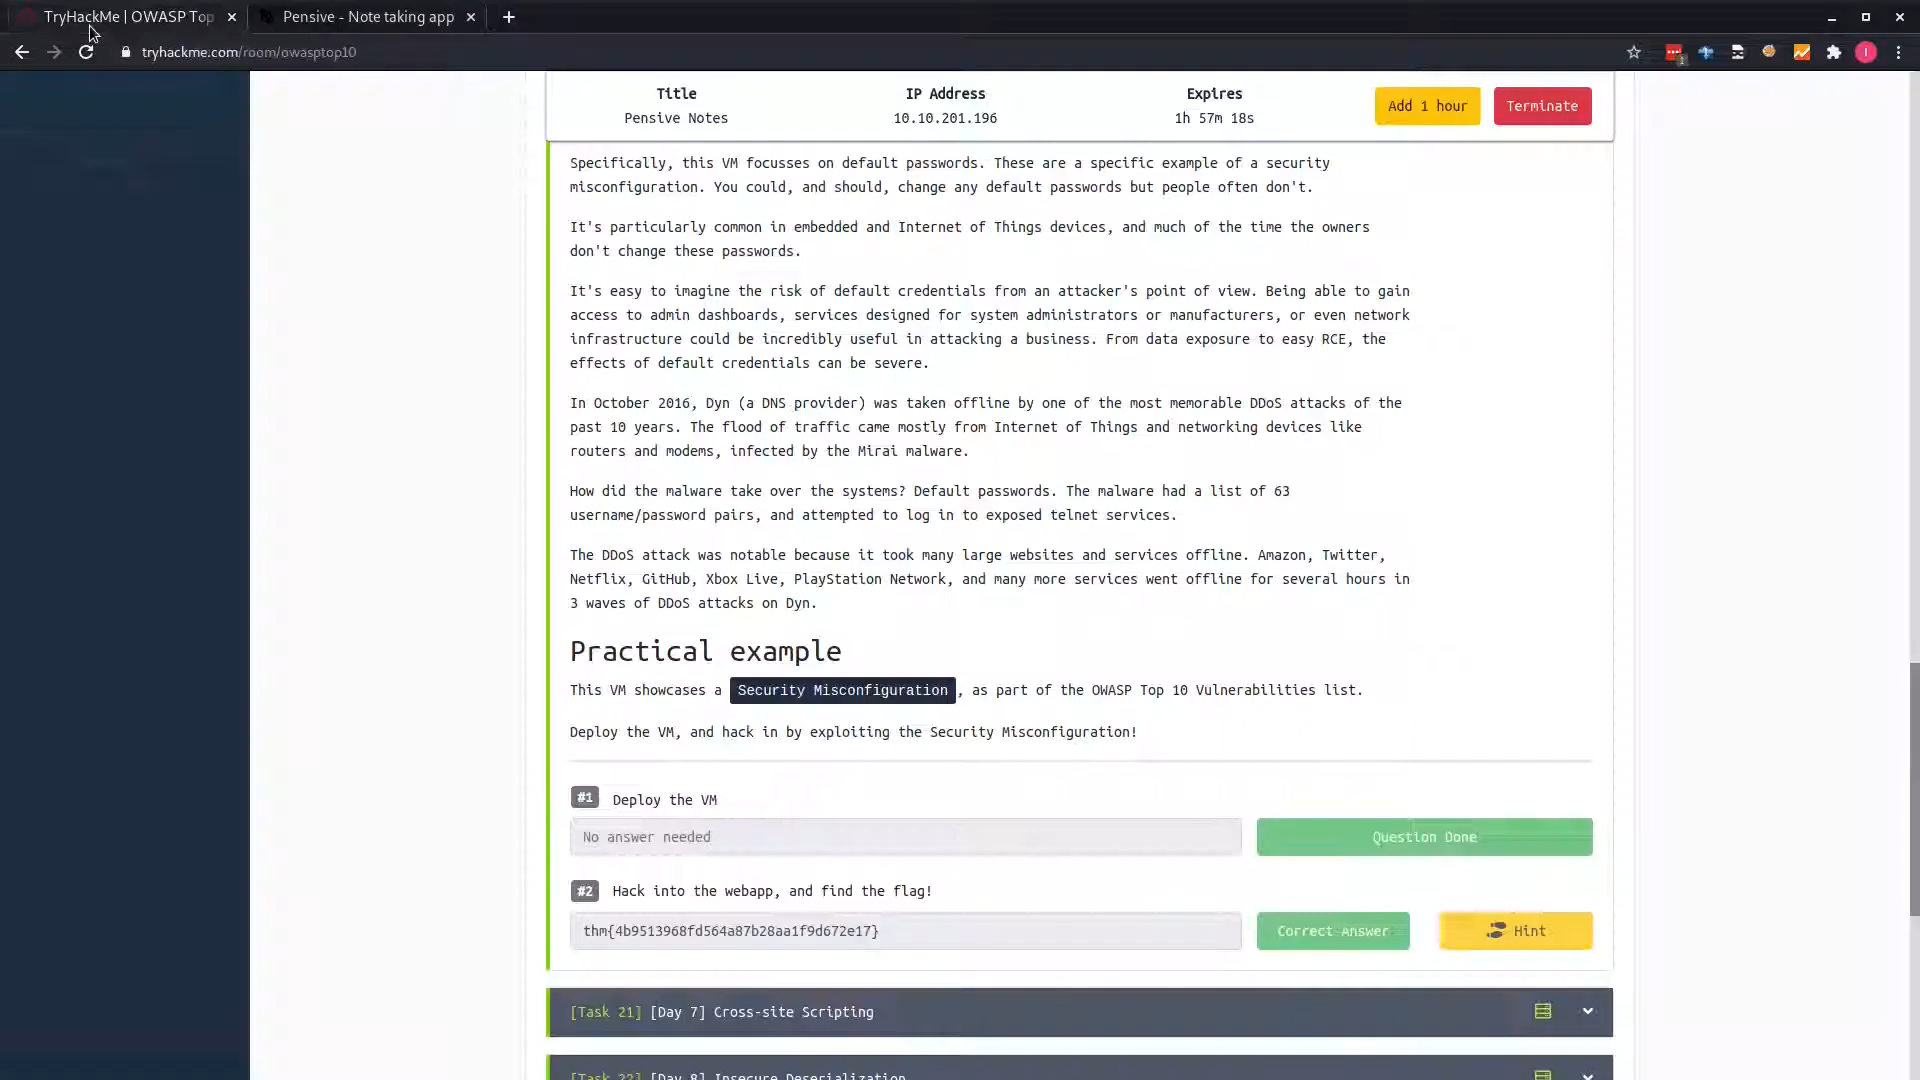 TryHackMe | OWASP Top
Pensive - Note taking app
tryhackme.com/room/owasptop10
Title
IP Address
Expires
Pensive Notes
10.10.201.196
1h 57m 18s
Add 1 hour
Terminate
Specifically, this VM focusses on default passwords. These are a specific example of a security
misconfiguration. You could, and should, change any default passwords but people often don't.
It's particularly common in embedded and Internet of Things devices, and much of the time the owners
don't change these passwords.
It's easy to imagine the risk of default credentials from an attacker's point of view. Being able to gain
access to admin dashboards, services designed for system administrators or manufacturers, or even network
infrastructure could be incredibly useful in attacking a business. From data exposure to easy RCE, the
effects of default credentials can be severe.
In October 2016, Dyn (a DNS provider) was taken offline by one of the most memorable DDoS attacks of the
past 10 years. The flood of traffic came mostly from Internet of Things and networking devices like
routers and modems, infected by the Mirai malware.
How did the malware take over the systems? Default passwords. The malware had a list of 63
username/password pairs, and attempted to log in to exposed telnet services.
The DDoS attack was notable because it took many large websites and services offline. Amazon, Twitter,
Netflix, GitHub, Xbox Live, PlayStation Network, and many more services went offline for several hours in
3 waves of DDoS attacks on Dyn.
Practical example
This VM showcases a Security Misconfiguration, as part of the OWASP Top 10 Vulnerabilities list.
Deploy the VM, and hack in by exploiting the Security Misconfiguration!
#1 Deploy the VM
No answer needed
Question Done
#2 Hack into the webapp, and find the flag!
thm{4b9513968fd564a87b28aa1f9d672e17}
Correct Answer
Hint
[Task 21] [Day 7] Cross-site Scripting
[Task 22] [Day 8] Insecure Deserialization